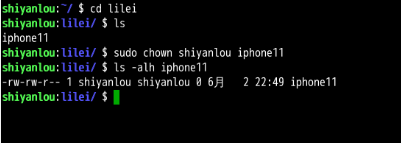 shiyanlou:~/ $ cd lilei
shiyanlou:lilei/ $ ls
iphone11
shiyanlou:lilei/ $ sudo chown shiyanlou iphone11
shiyanlou:lilei/ $ ls -alh iphone11
-rw-rw-r-- 1 shiyanlou shiyanlou 0 6月   2 22:49 iphone11
shiyanlou:lilei/ $